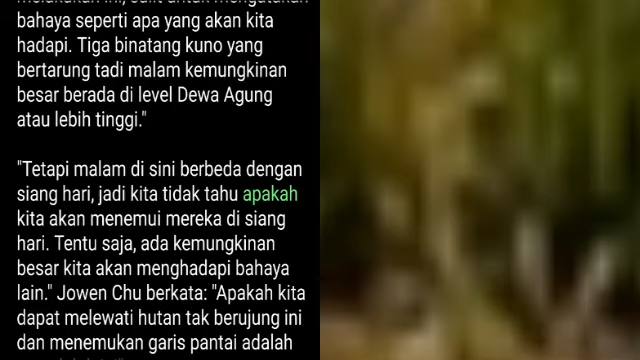 bahaya seperti apa yang akan kita
hadapi. Tiga binatang kuno yang
bertarung tadi malam kemungkinan
besar berada di level Dewa Agung
atau lebih tinggi."
"Tetapi malam di sini berbeda dengan
siang hari, jadi kita tidak tahu apakah
kita akan menemui mereka di siang
hari. Tentu saja, ada kemungkinan
besar kita akan menghadapi bahaya
lain." Jowen Chu berkata: "Apakah kita
dapat melewati hutan tak berujung ini
dan menemukan garis pantai adalah